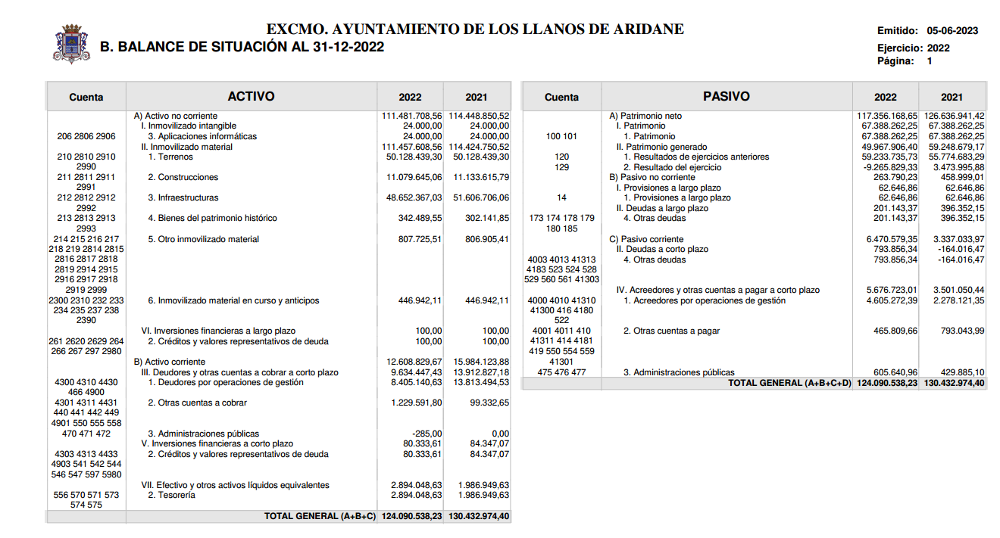 EXCMO. AYUNTAMIENTO DE LOS LLANOS DE ARIDANE
B. BALANCE DE SITUACIÓN AL 31-12-2022
Emitido: 05-06-2023
Ejercicio: 2022
Página: 1
Cuenta ACTIVO 2022 2021
A) Activo no corriente 111.481.708,56 114.448.850,52
I. Inmovilizado intangible 24.000,00 24.000,00
206 2806 2906 3. Aplicaciones informáticas 24.000,00 24.000,00
II. Inmovilizado material 111.457.608,56 114.424.750,52
210 2810 2910 1. Terrenos 50.128.439,30 50.128.439,30
2990
211 2811 2911 2. Construcciones 11.079.645,06 11.133.615,79
2991
212 2812 2912 3. Infraestructuras 48.652.367,03 51.606.706,06
2992
213 2813 2913 4. Bienes del patrimonio histórico 342.489,55 302.141,85
2993
214 215 216 217 5. Otro inmovilizado material 807.725,51 806.905,41
218 219 2814 2815
2816 2817 2818
2819 2914 2915
2916 2917 2918
2919 2999
2300 2310 232 233 6. Inmovilizado material en curso y anticipos 446.942,11 446.942,11
234 235 237 238
2390
VI. Inversiones financieras a largo plazo 100,00 100,00
261 2620 2629 264 2. Créditos y valores representativos de deuda 100,00 100,00
266 267 297 2980
B) Activo corriente 12.608.829,67 15.984.123,88
III. Deudores y otras cuentas a cobrar a corto plazo 9.634.447,43 13.912.827,18
4300 4310 4430 1. Deudores por operaciones de gestión 8.405.140,63 13.813.494,53
466 4900
4301 4311 4431 2. Otras cuentas a cobrar 1.229.591,80 99.332,65
440 441 442 449
4901 550 555 558
470 471 472 3. Administraciones públicas -285,00 0,00
V. Inversiones financieras a corto plazo 80.333,61 84.347,07
4303 4313 4433 2. Créditos y valores representativos de deuda 80.333,61 84.347,07
4903 541 542 544
546 547 597 5980
VII. Efectivo y otros activos líquidos equivalentes 2.894.048,63 1.986.949,63
556 570 571 573 2. Tesorería 2.894.048,63 1.986.949,63
574 575
TOTAL GENERAL (A+B+C) 124.090.538,23 130.432.974,40
Cuenta PASIVO 2022 2021
A) Patrimonio neto 117.356.168,65 126.636.941,42
I. Patrimonio 67.388.262,25 67.388.262,25
100 101 1. Patrimonio 67.388.262,25 67.388.262,25
II. Patrimonio generado 49.967.906,40 59.248.679,17
120 1. Resultados de ejercicios anteriores 59.233.735,73 55.774.683,29
129 2. Resultado del ejercicio -9.265.829,33 3.473.995,88
B) Pasivo no corriente 263.790,23 458.999,01
I. Provisiones a largo plazo 62.646,86 62.646,86
14 1. Provisiones a largo plazo 62.646,86 62.646,86
II. Deudas a largo plazo 201.143,37 396.352,15
173 174 178 179 4. Otras deudas 201.143,37 396.352,15
180 185
C) Pasivo corriente 6.470.579,35 3.337.033,97
II. Deudas a corto plazo 793.856,34 -164.016,47
4003 4013 41313 4. Otras deudas 793.856,34 -164.016,47
4183 523 524 528
529 560 561 41303
IV. Acreedores y otras cuentas a pagar a corto plazo 5.676.723,01 3.501.050,44
4000 4010 41310 1. Acreedores por operaciones de gestión 4.605.272,39 2.278.121,35
41300 416 4180
522
4001 4011 410 2. Otras cuentas a pagar 465.809,66 793.043,99
41311 414 4181
419 550 554 559
41301
475 476 477 3. Administraciones públicas 605.640,96 429.885,10
TOTAL GENERAL (A+B+C+D) 124.090.538,23 130.432.974,40